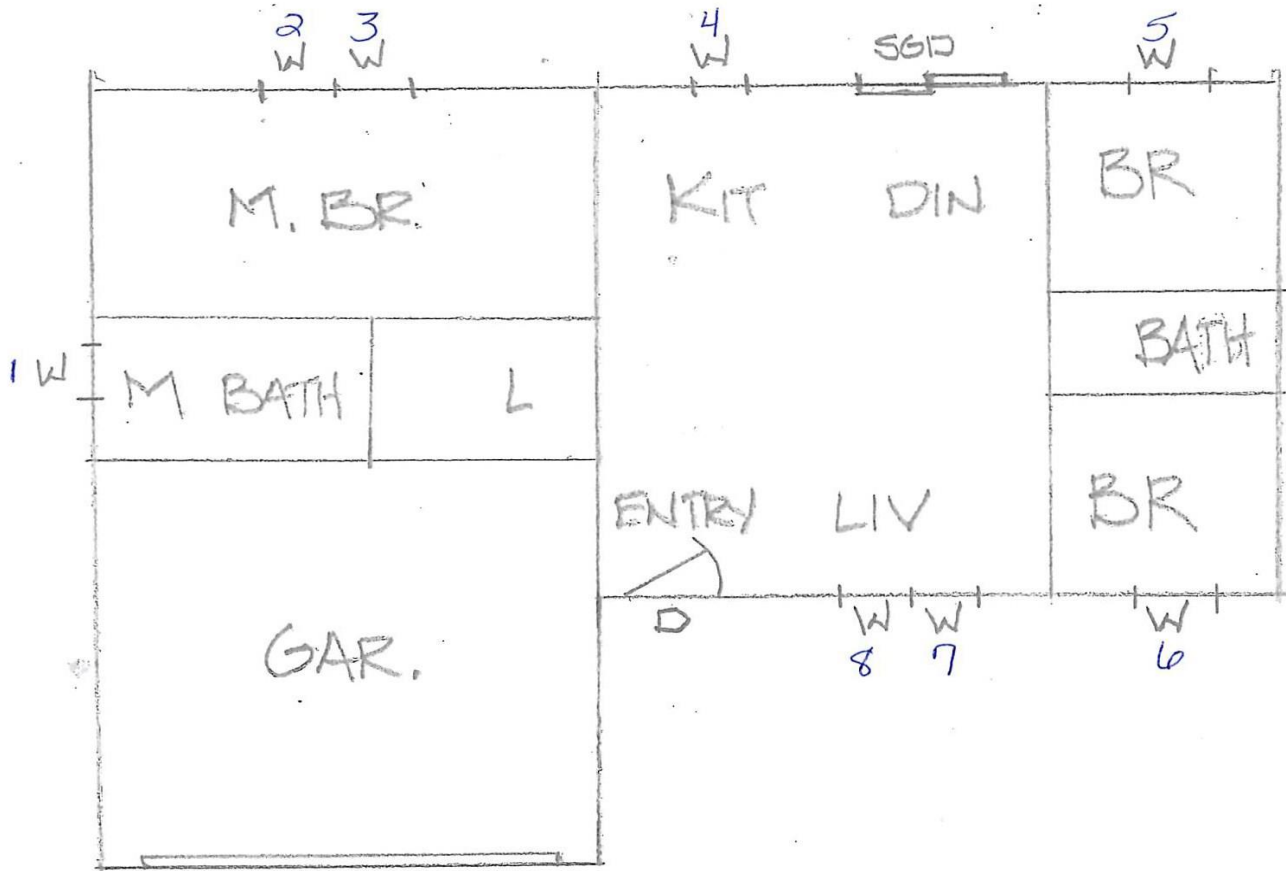 2 3 4 5
W W W SGD W
M. BR. KIT DIN BR
1 W M BATH L BATH
ENTRY LIV BR
D W W W
8 7 6
GAR.